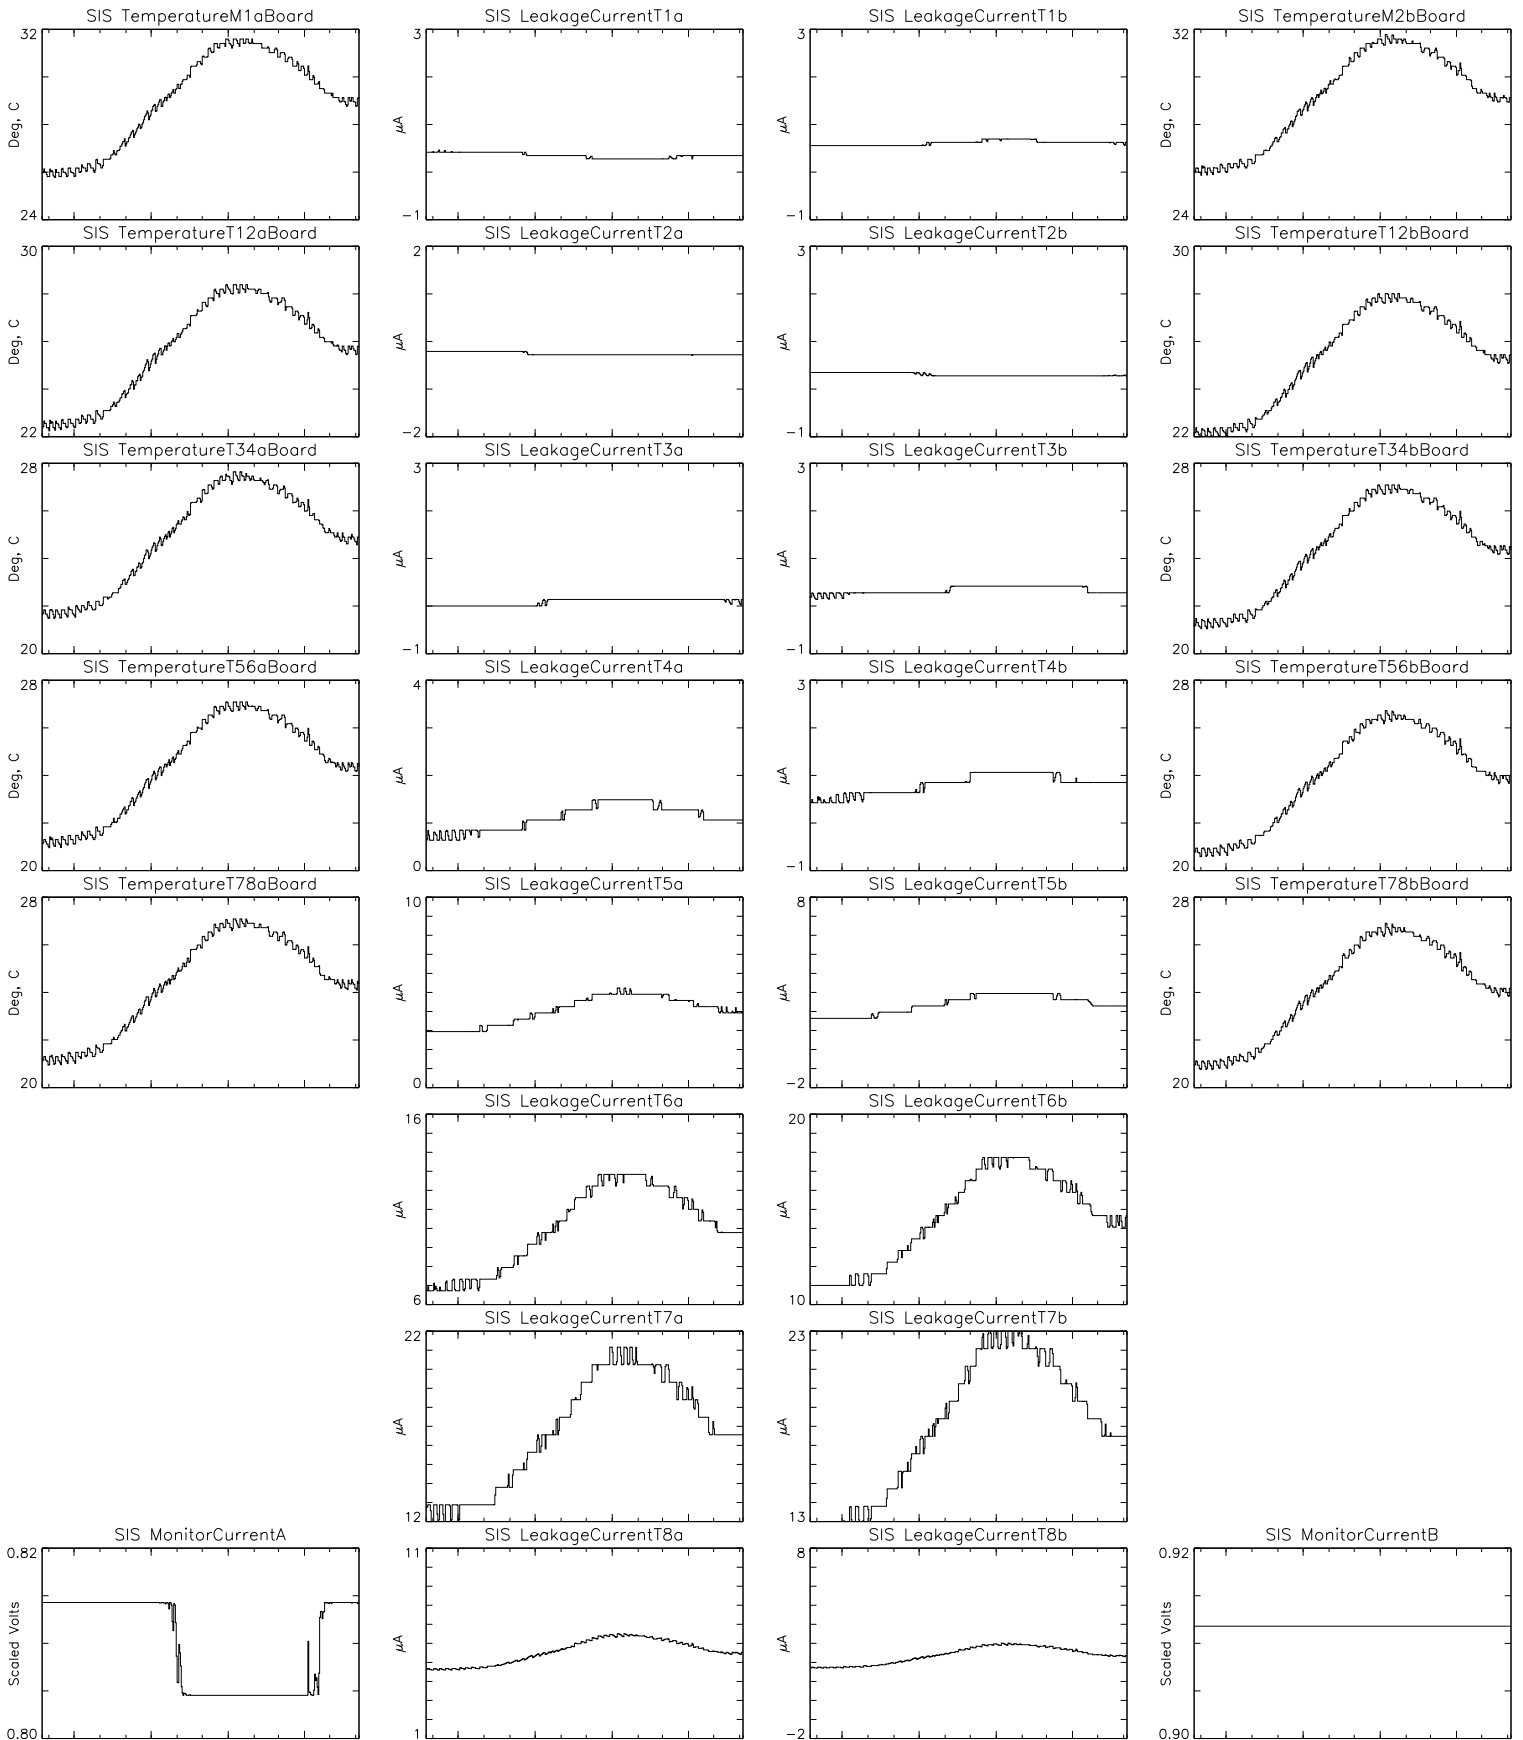 SIS TemperatureM1aBoard
SIS LeakageCurrentT1a
SIS LeakageCurrentT1b
SIS TemperatureM2bBoard
32
Deg, C
24
3
μA
-1
3
μA
-1
32
Deg, C
24
SIS TemperatureT12aBoard
SIS LeakageCurrentT2a
SIS LeakageCurrentT2b
SIS TemperatureT12bBoard
30
Deg, C
22
2
μA
-2
3
μA
-1
30
Deg, C
22
SIS TemperatureT34aBoard
SIS LeakageCurrentT3a
SIS LeakageCurrentT3b
SIS TemperatureT34bBoard
28
Deg, C
20
3
μA
-1
3
μA
-1
28
Deg, C
20
SIS TemperatureT56aBoard
SIS LeakageCurrentT4a
SIS LeakageCurrentT4b
SIS TemperatureT56bBoard
28
Deg, C
20
4
μA
0
3
μA
-1
28
Deg, C
20
SIS TemperatureT78aBoard
SIS LeakageCurrentT5a
SIS LeakageCurrentT5b
SIS TemperatureT78bBoard
28
Deg, C
20
10
μA
0
8
μA
-2
28
Deg, C
20
SIS LeakageCurrentT6a
SIS LeakageCurrentT6b
16
μA
6
20
μA
10
SIS LeakageCurrentT7a
SIS LeakageCurrentT7b
22
μA
12
23
μA
13
SIS MonitorCurrentA
SIS LeakageCurrentT8a
SIS LeakageCurrentT8b
SIS MonitorCurrentB
0.82
Scaled Volts
0.80
11
μA
1
8
μA
-2
0.92
Scaled Volts
0.90